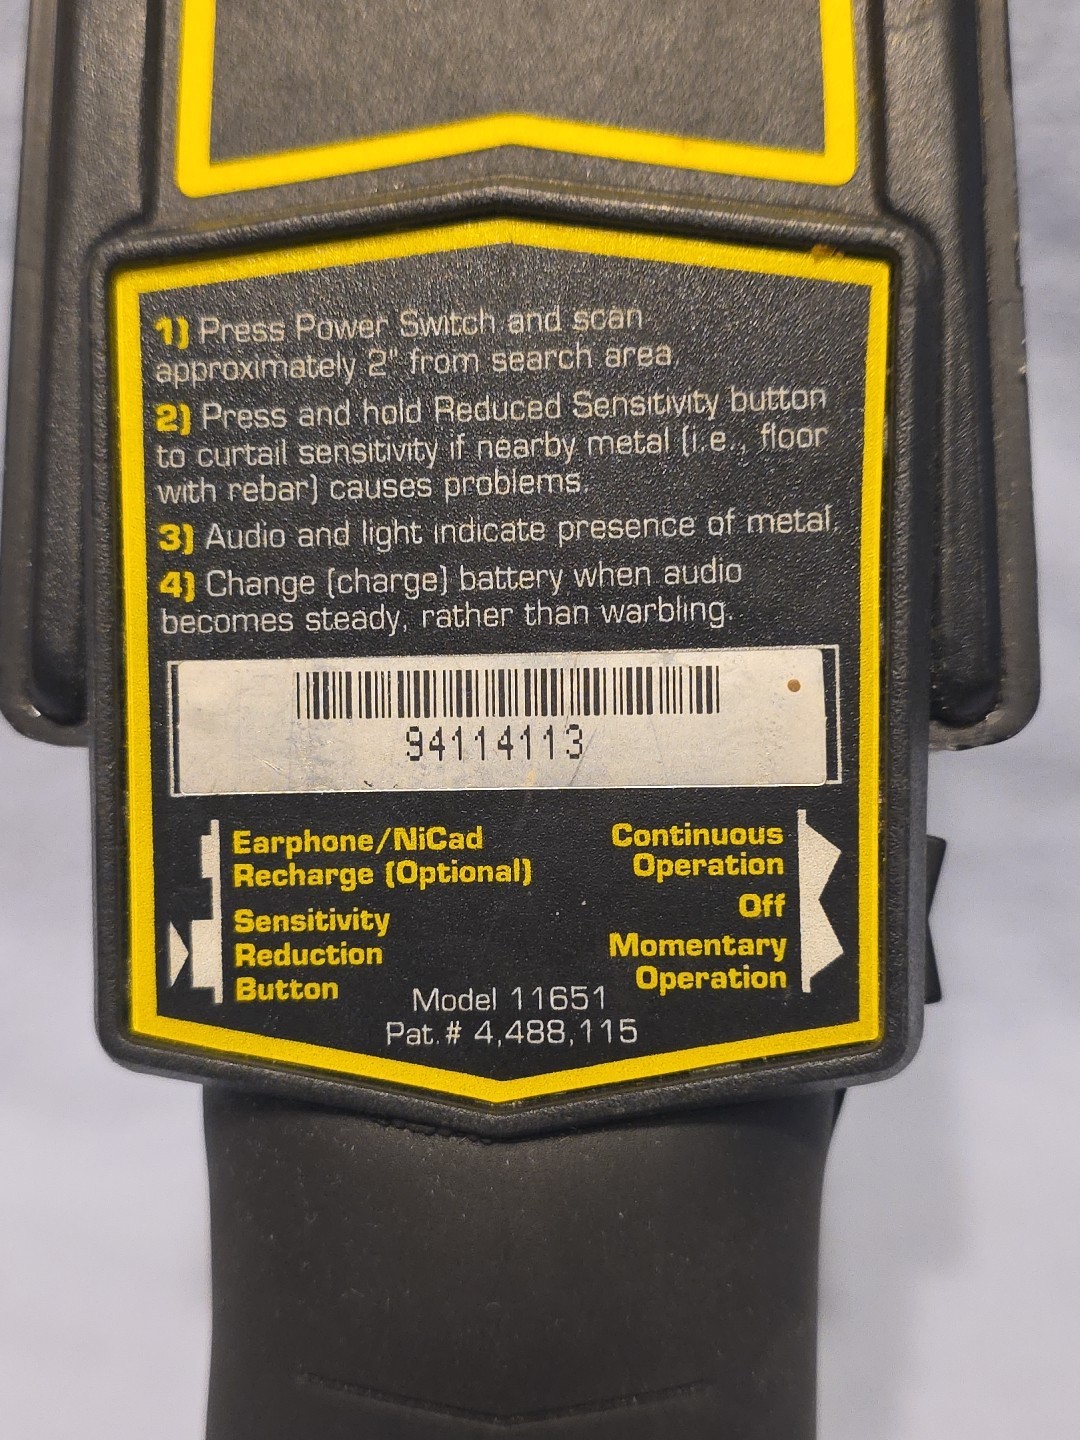 1) Press Power Switch and scan
approximately 2" from search area.
2) Press and hold Reduced Sensitivity button
to curtail sensitivity if nearby metal (i.e., floor
with rebar) causes problems.
3) Audio and light indicate presence of metal.
4) Change (charge) battery when audio
becomes steady, rather than warbling.
94114113
Earphone/NiCad
Recharge (Optional)
Sensitivity
Reduction
Button
Continuous
Operation
Off
Momentary
Operation
Model 11651
Pat. # 4,488,115